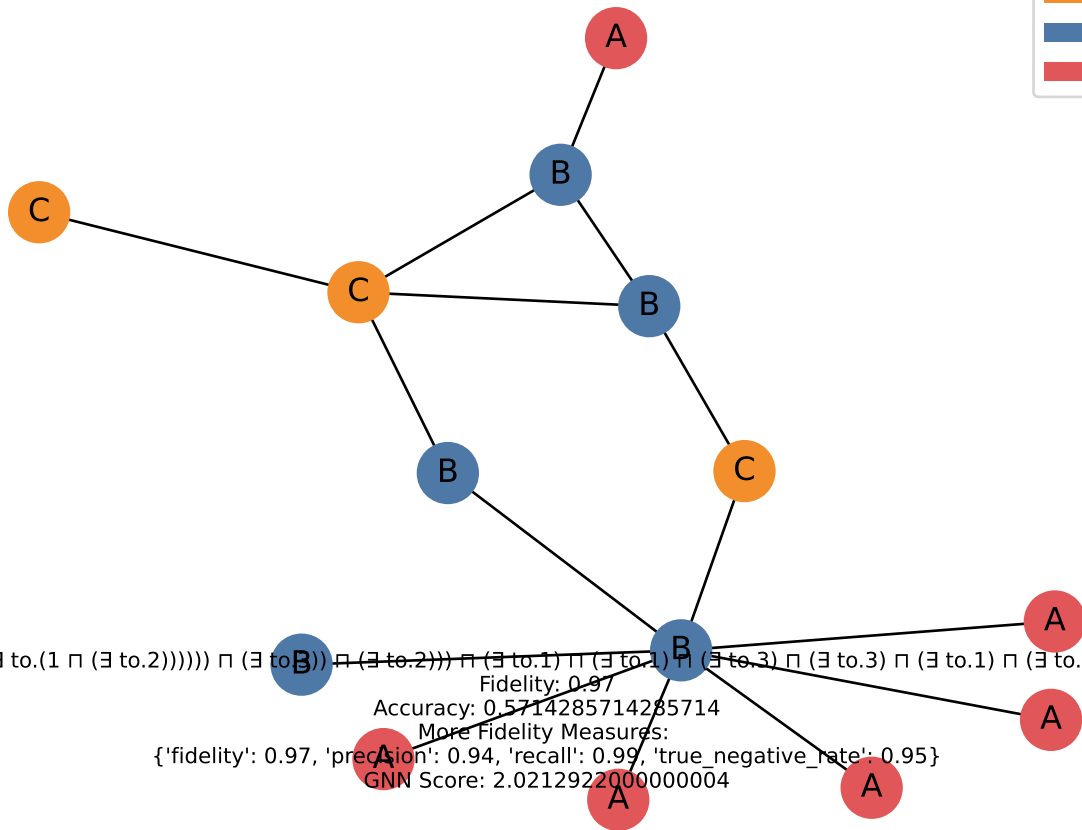 A
B
C
C
B
B
C
A
B
B
∃ to.(1 ⊓ (∃ to.2)))))) ⊓ (∃ to.3))) ⊓ (∃ to.2))) ⊓ (∃ to.1) ⊓ (∃ to.1) ⊓ (∃ to.3) ⊓ (∃ to.3) ⊓ (∃ to.1) ⊓ (∃ to.
Fidelity: 0.97
Accuracy: 0.5714285714285714
A
More Fidelity Measures:
{'fidelity': 0.97, 'precision': 0.94, 'recall': 0.99, 'true_negative_rate': 0.95}
A
GNN Score: 2.0212922000000004
A
A